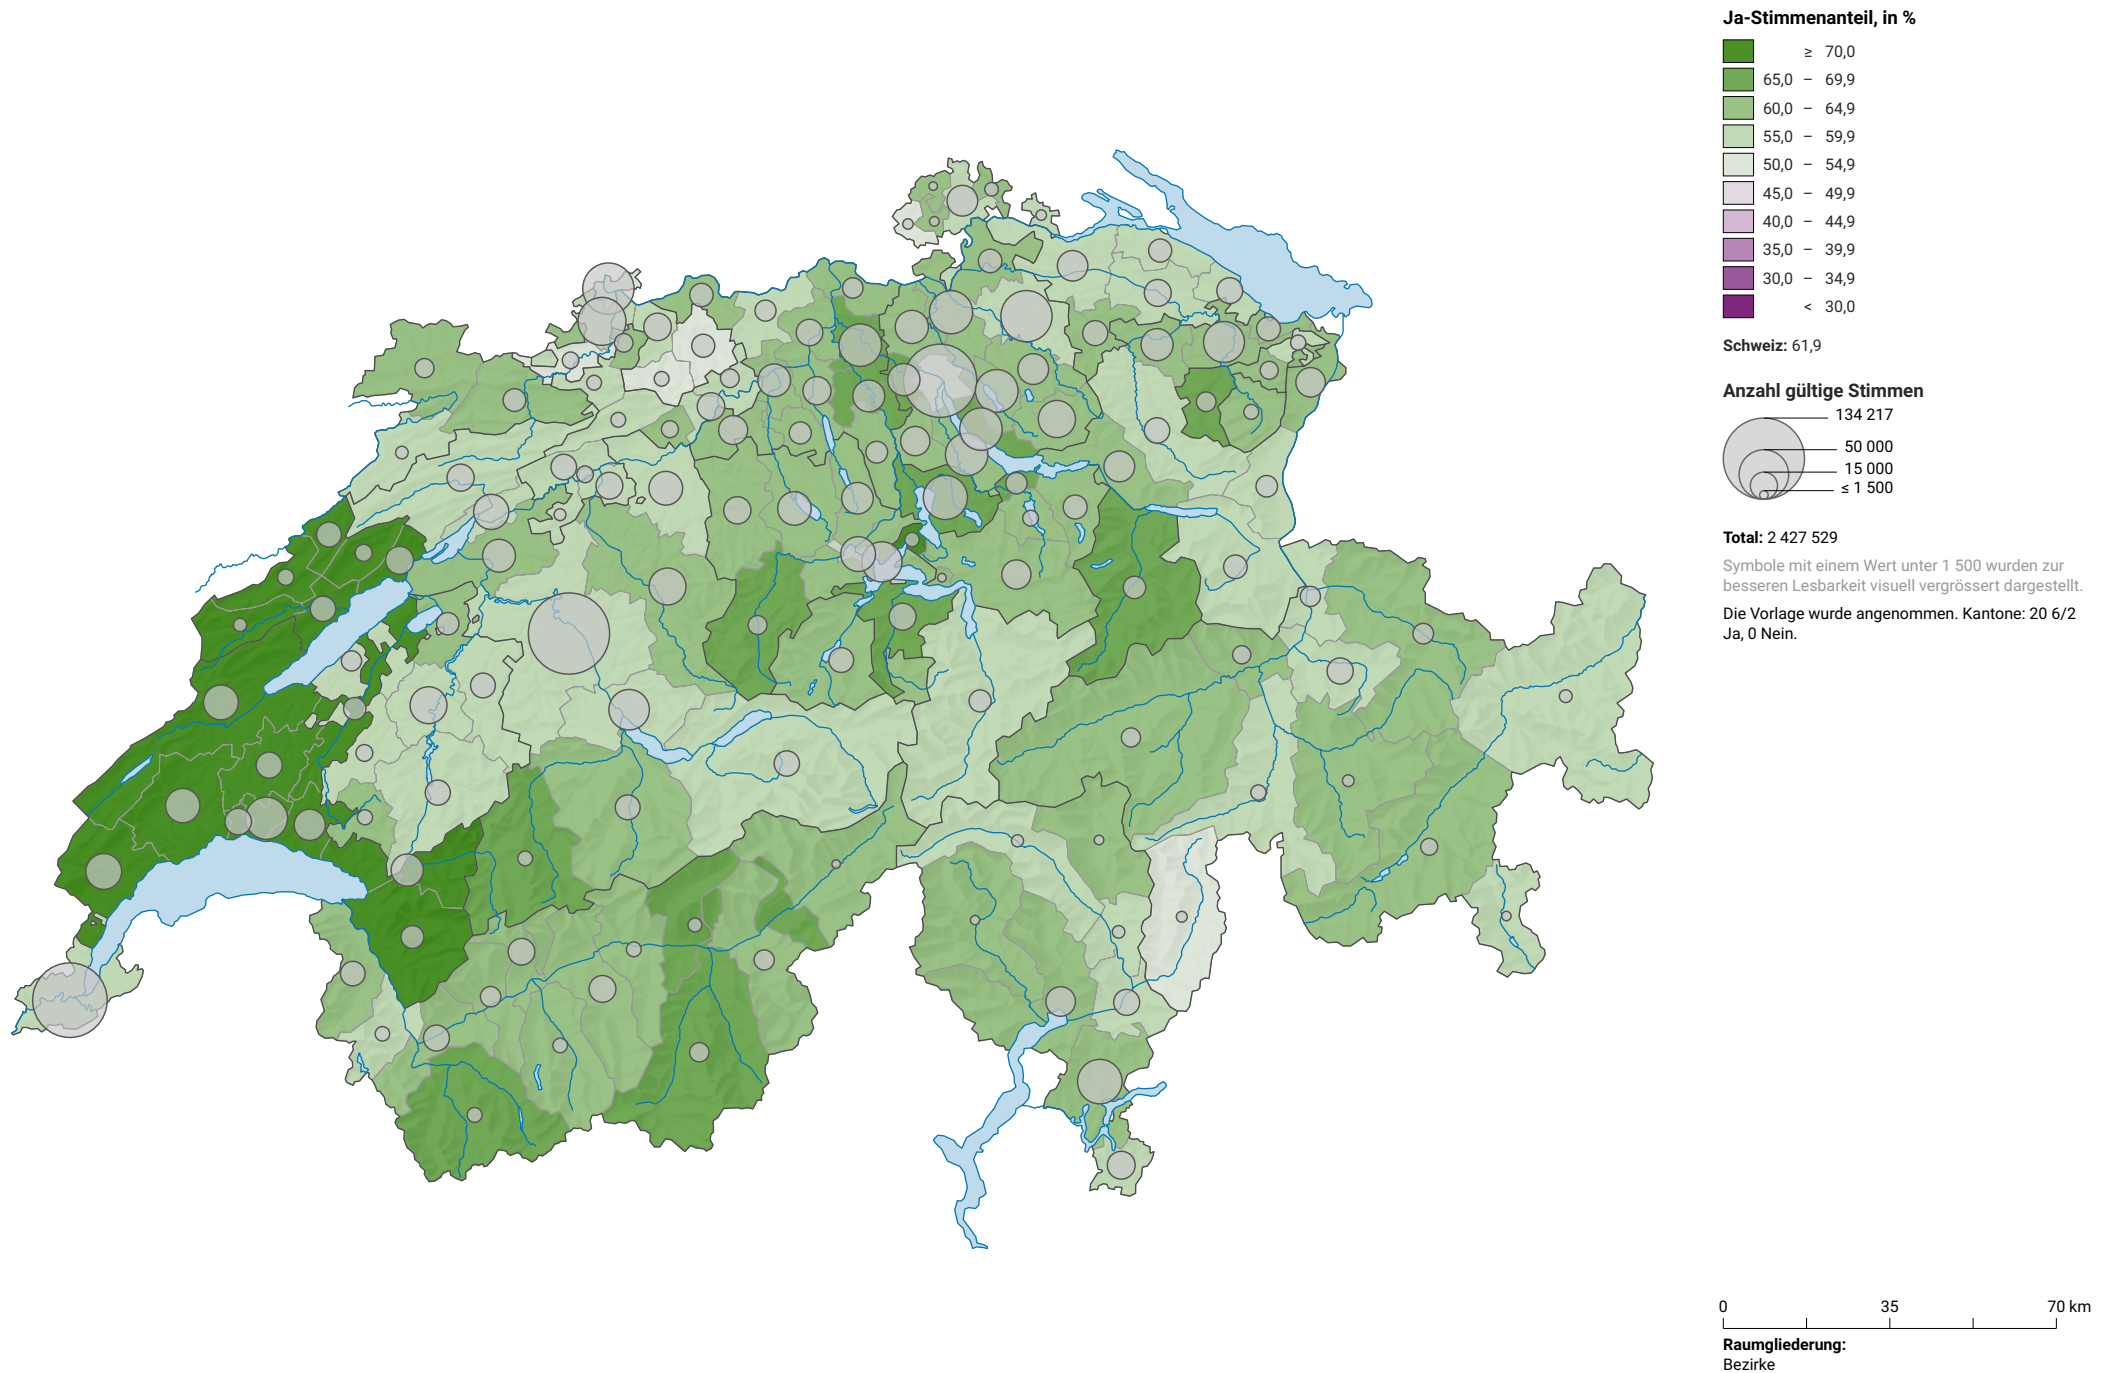 Ja-Stimmenanteil, in %
≥ 70,0
65,0 – 69,9
60,0 – 64,9
55,0 – 59,9
50,0 – 54,9
45,0 – 49,9
40,0 – 44,9
35,0 – 39,9
30,0 – 34,9
< 30,0
Schweiz: 61,9
Anzahl gültige Stimmen
134 217
50 000
15 000
≤ 1 500
Total: 2 427 529
Symbole mit einem Wert unter 1 500 wurden zur
besseren Lesbarkeit visuell vergrössert dargestellt.
Die Vorlage wurde angenommen. Kantone: 20 6/2
Ja, 0 Nein.
0 35 70 km
Raumgliederung:
Bezirke